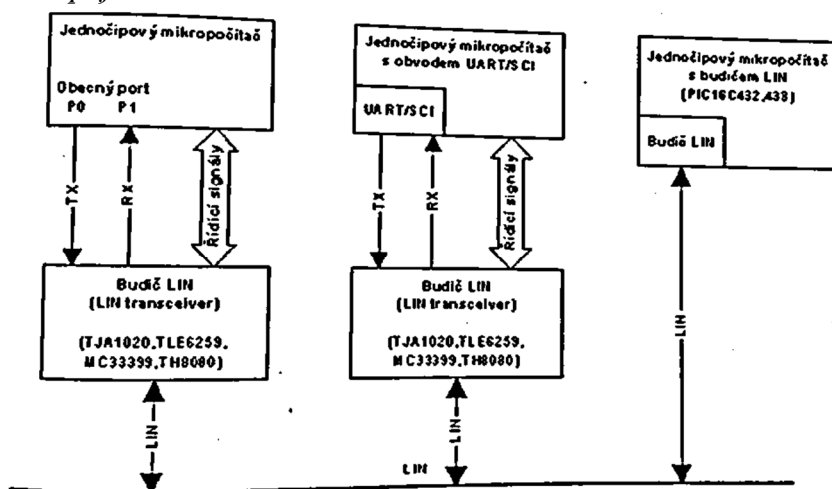 Jednočipový mikropočítač
Obecný port
P0 P1
TX
RX
Řídící signály
Budič LIN
(LIN transceiver)
(TJA1020,TLE6259,
MC33399,TH8080)
LIN
Jednočipový mikropočítač
s obvodem UART/SCI
UART/SCI
TX
RX
Řídící signály
Budič LIN
(LIN transceiver)
(TJA1020,TLE6259,
MC33399,TH8080)
LIN
Jednočipový mikropočítač
s budičem LIN
(PIC16C432,433)
Budič LIN
LIN
LIN